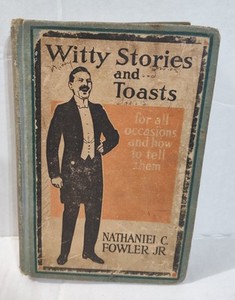 Witty Stories
and
Toasts
for all
occasions
and how
to tell
them
NATHANIEL C.
FOWLER JR